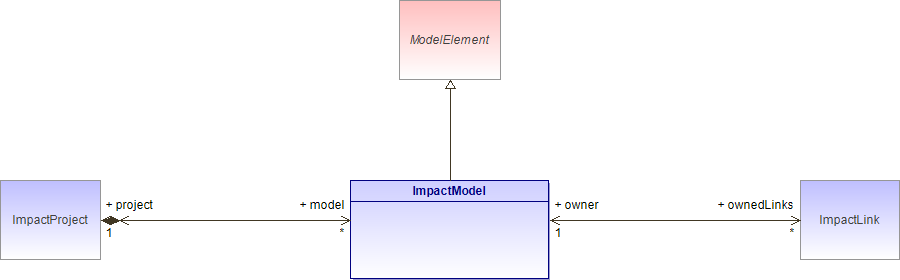 ModelElement
ImpactModel
+ project
+ model
+ owner
+ ownedLinks
ImpactProject
ImpactLink
1
*
1
*